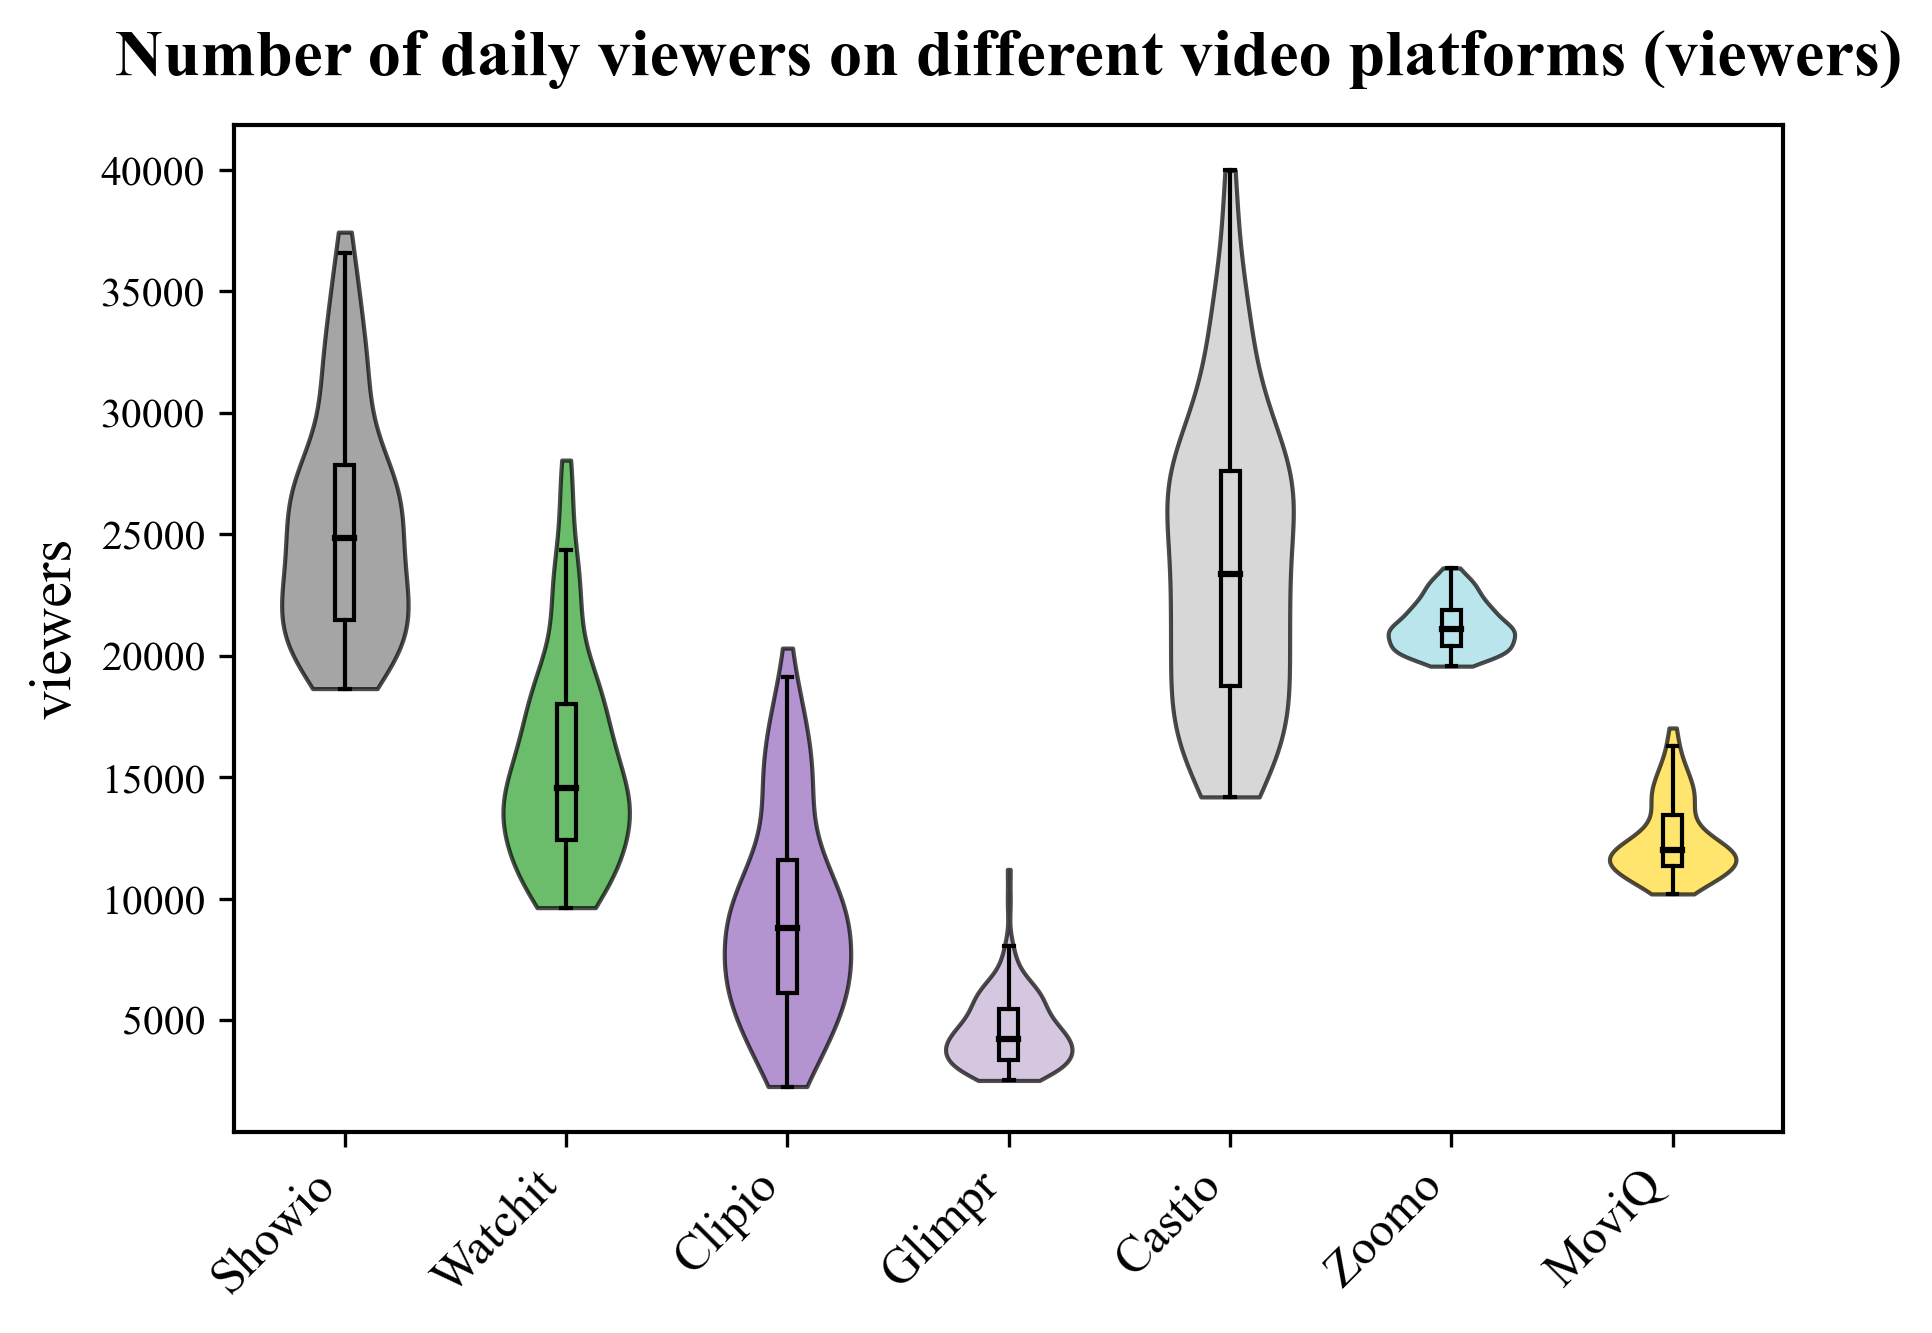 Number of daily viewers on different video platforms (viewers)
viewers
40000
35000
30000
25000
20000
15000
10000
5000
Showio
Watchit
Clipio
Glimpr
Castio
Zoomo
MoviQ